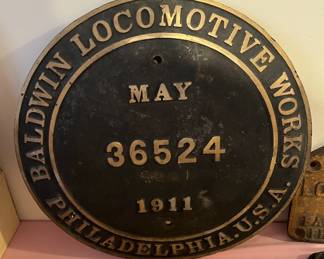 BALDWIN LOCOMOTIVE WORKS
MAY
36524
1911
PHILADELPHIA. U.S.A.